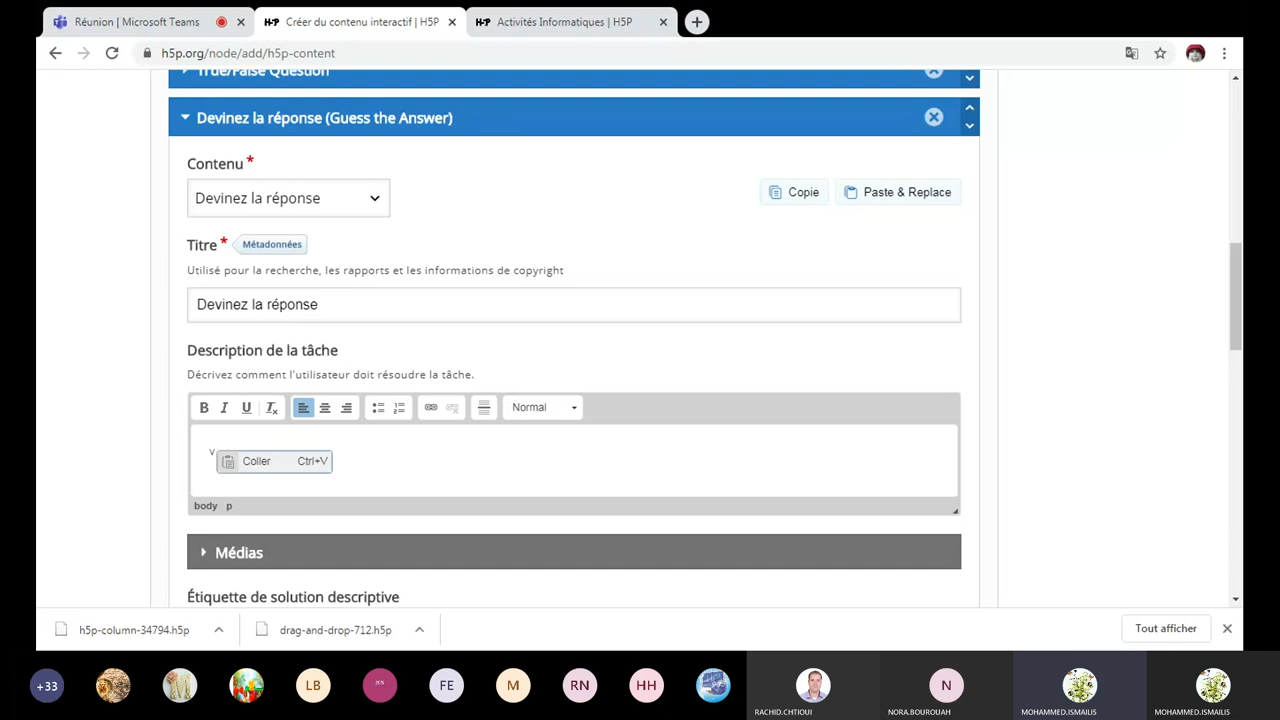 Réunion | Microsoft Teams
Créer du contenu interactif | H5P
Activités Informatiques | H5P
h5p.org/node/add/h5p-content
True/False Question
Devinez la réponse (Guess the Answer)
Contenu *
Devinez la réponse
Copie
Paste & Replace
Titre *
Métadonnées
Utilisé pour la recherche, les rapports et les informations de copyright
Devinez la réponse
Description de la tâche
Décrivez comment l'utilisateur doit résoudre la tâche.
B I U Tx
Normal
v
Coller Ctrl+V
body p
Médias
Étiquette de solution descriptive
h5p-column-34794.h5p
drag-and-drop-712.h5p
Tout afficher
+33
LB
FE
M
RN
HH
N
RACHID.CHTIOUI
NORA.BOUROUAH
MOHAMMED.ISMAILIS
MOHAMMED.ISMAILIS